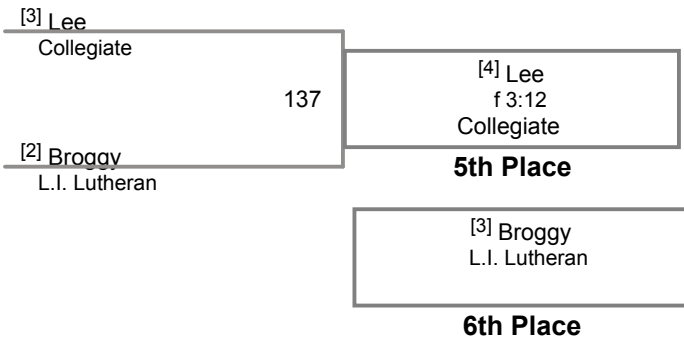 [3] Lee
Collegiate
137
[2] Broggy
L.I. Lutheran
[4] Lee
f 3:12
Collegiate
5th Place
[3] Broggy
L.I. Lutheran
6th Place